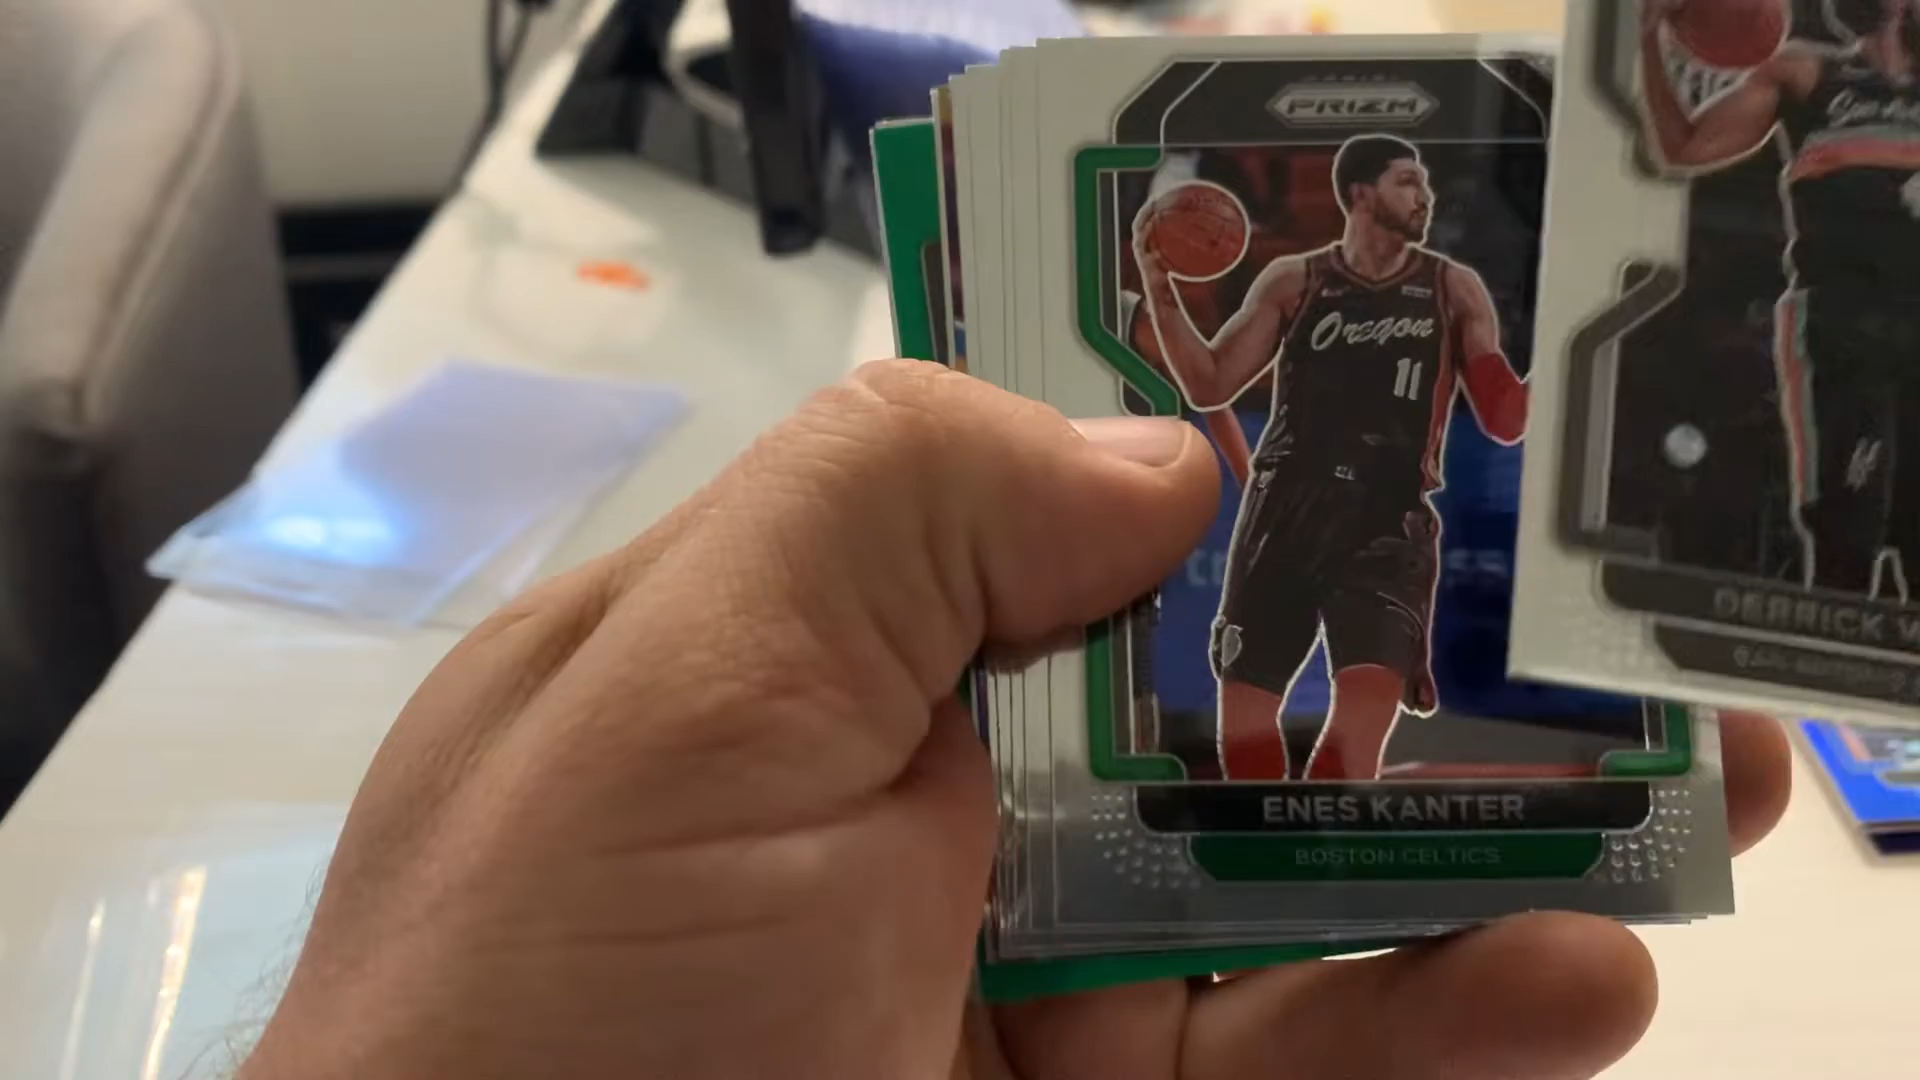 PRIZM
Oregon
11
ENES KANTER
BOSTON CELTICS
DERRICK W